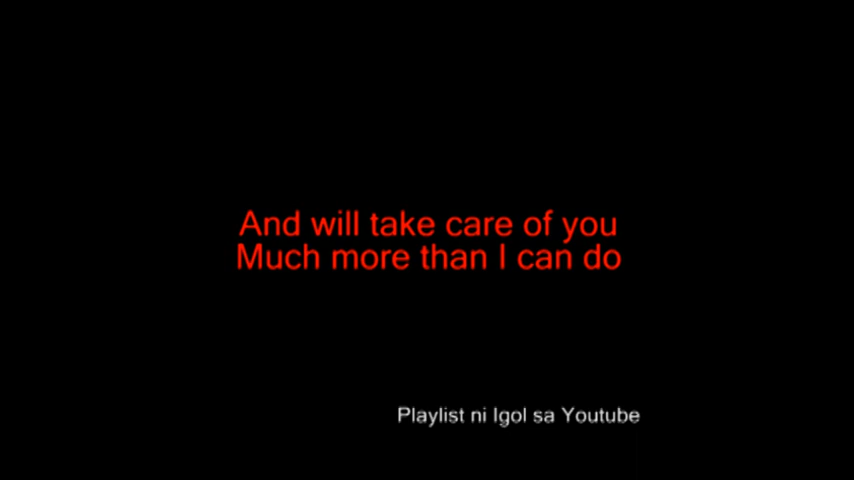 And will take care of you
Much more than I can do
Playlist ni Igol sa Youtube